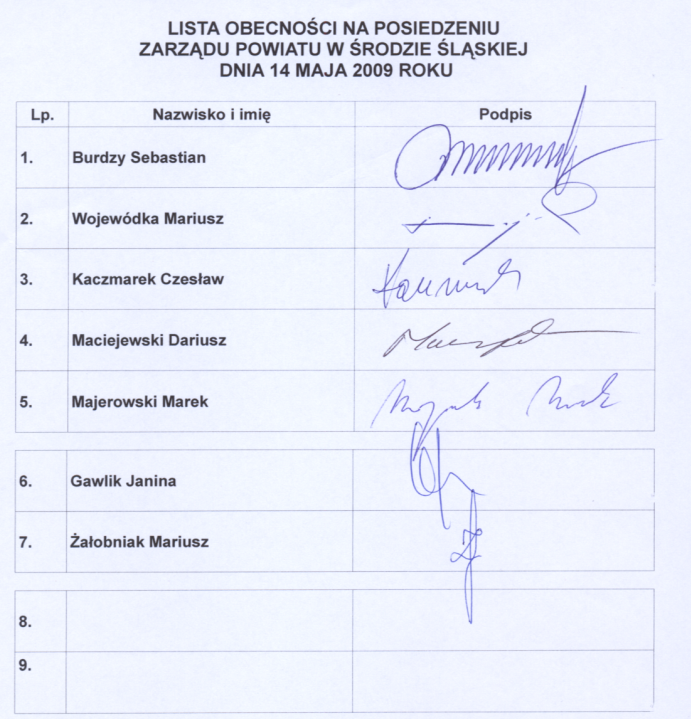 LISTA OBECNOŚCI NA POSIEDZENIU
ZARZĄDU POWIATU W ŚRODZIE ŚLĄSKIEJ
DNIA 14 MAJA 2009 ROKU
Lp. Nazwisko i imię Podpis
1. Burdzy Sebastian
2. Wojewódka Mariusz
3. Kaczmarek Czesław
4. Maciejewski Dariusz
5. Majerowski Marek
6. Gawlik Janina
7. Żałobniak Mariusz
8.
9.